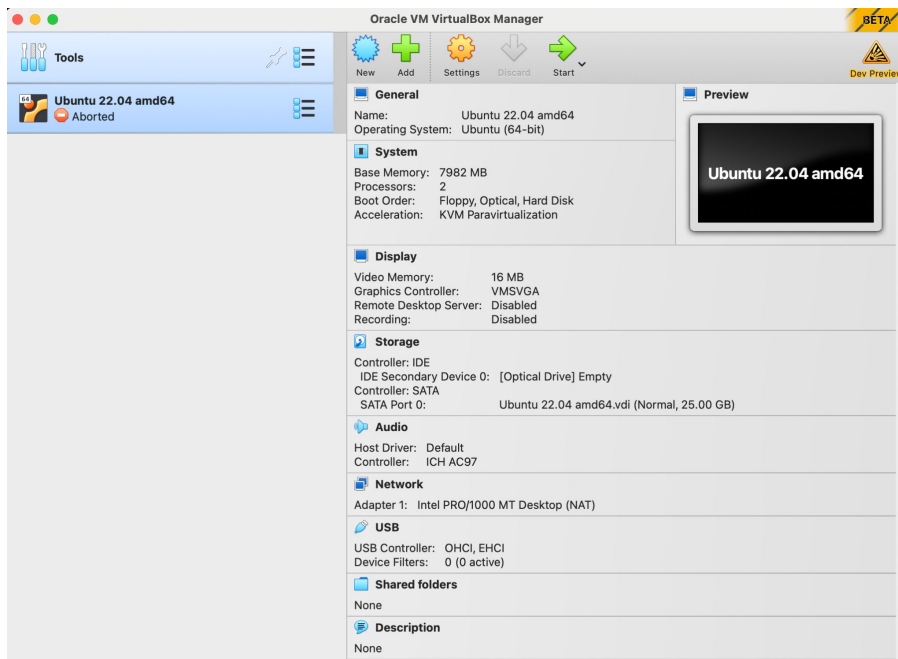 Oracle VM VirtualBox Manager
BETA
Tools
New
Add
Settings
Discard
Start
Dev Preview
64
Ubuntu 22.04 amd64
Aborted
General
Name: Ubuntu 22.04 amd64
Operating System: Ubuntu (64-bit)
Preview
Ubuntu 22.04 amd64
System
Base Memory: 7982 MB
Processors: 2
Boot Order: Floppy, Optical, Hard Disk
Acceleration: KVM Paravirtualization
Display
Video Memory: 16 MB
Graphics Controller: VMSVGA
Remote Desktop Server: Disabled
Recording: Disabled
Storage
Controller: IDE
IDE Secondary Device 0: [Optical Drive] Empty
Controller: SATA
SATA Port 0: Ubuntu 22.04 amd64.vdi (Normal, 25.00 GB)
Audio
Host Driver: Default
Controller: ICH AC97
Network
Adapter 1: Intel PRO/1000 MT Desktop (NAT)
USB
USB Controller: OHCI, EHCI
Device Filters: 0 (0 active)
Shared folders
None
Description
None